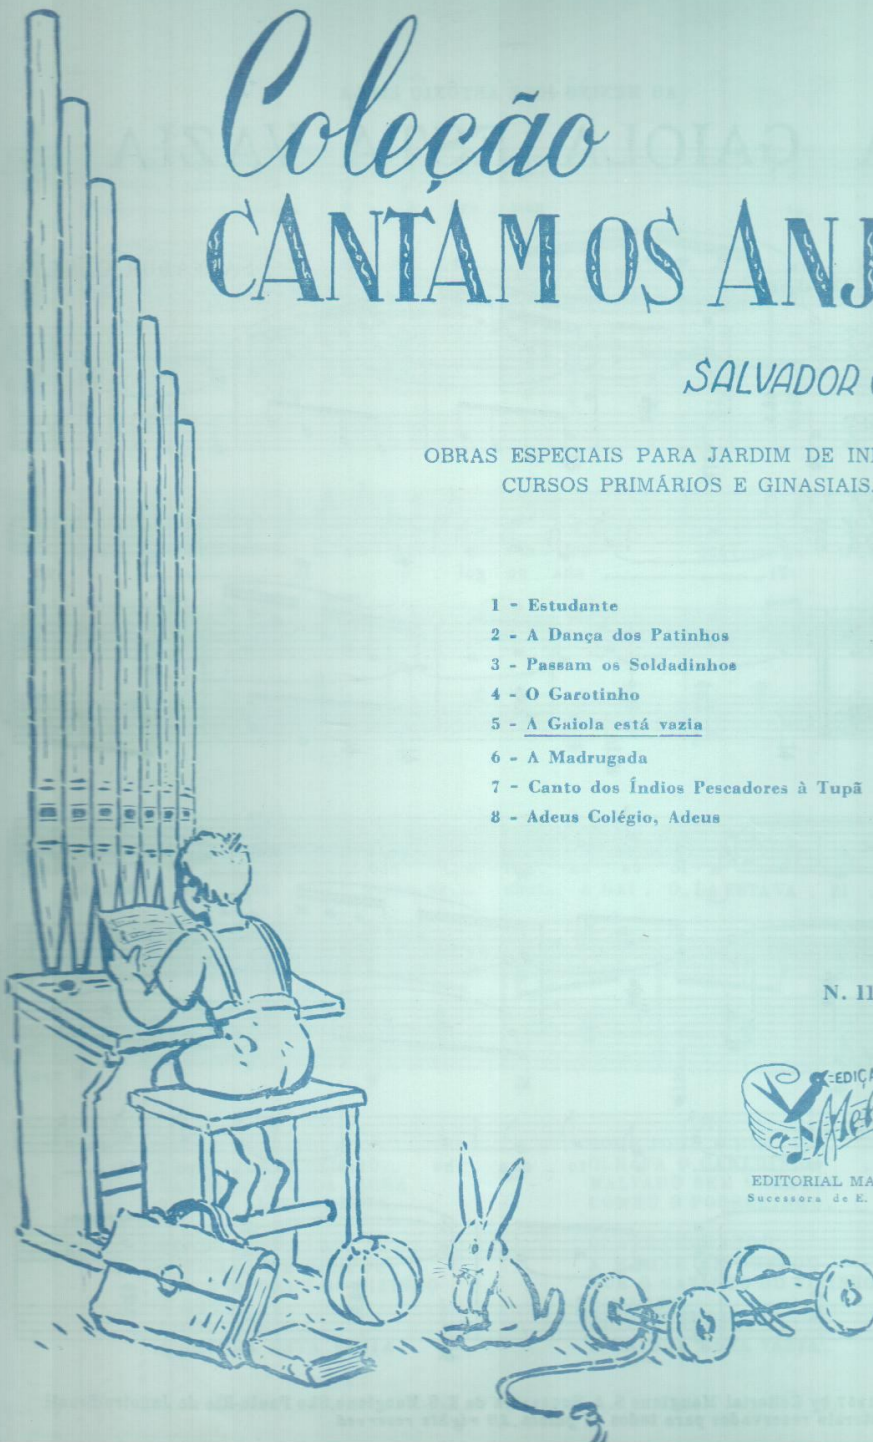 Coleção
CANTAM OS ANJ
SALVADOR
OBRAS ESPECIAIS PARA JARDIM DE IN
CURSOS PRIMÁRIOS E GINASIAIS.
1 - Estudante
2 - A Dança dos Patinhos
3 - Passam os Soldadinhos
4 - O Garotinho
5 - A Gaiola está vazia
6 - A Madrugada
7 - Canto dos Índios Pescadores à Tupã
8 - Adeus Colégio, Adeus
N. 11
EDITORIAL MA
Sucessora de E.